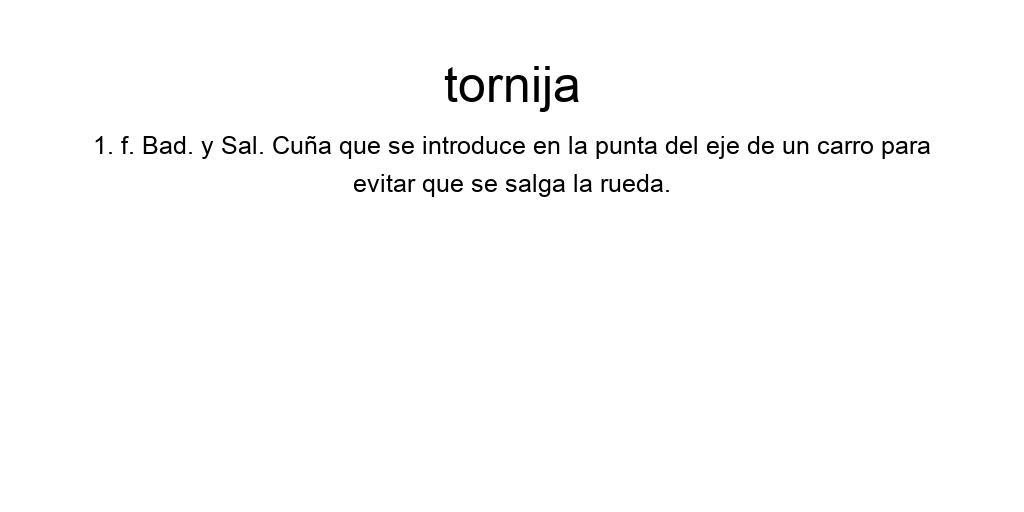 tornija
1. f. Bad. y Sal. Cuña que se introduce en la punta del eje de un carro para
evitar que se salga la rueda.